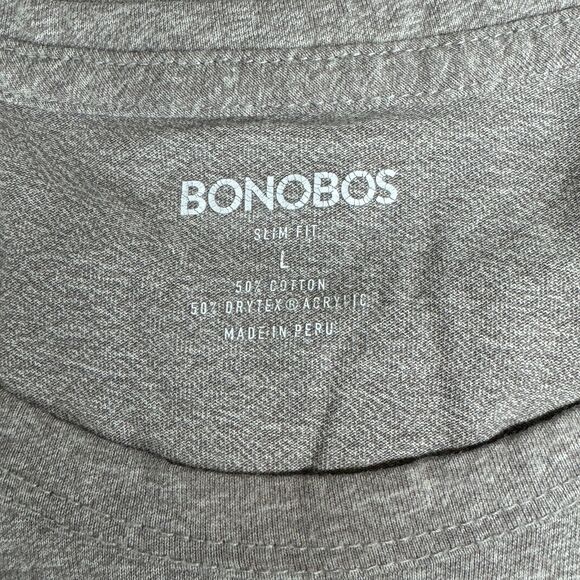 BONOBOS
SLIM FIT
L
50% COTTON
50% DRYTEX® ACRYLIC
MADE IN PERU